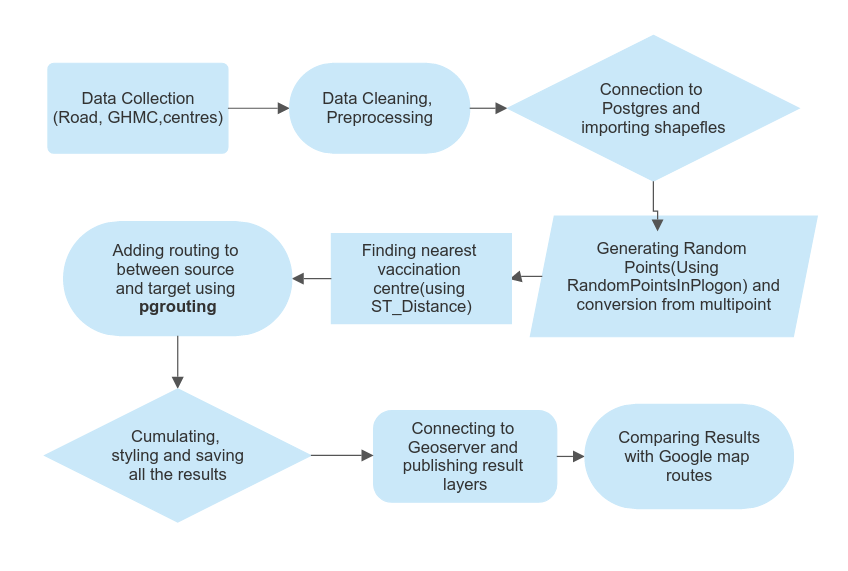 Data Collection
(Road, GHMC,centres)
Data Cleaning,
Preprocessing
Connection to
Postgres and
importing shapefles
Generating Random
Points(Using
RandomPointsInPlogon) and
conversion from multipoint
Finding nearest
vaccination
centre(using
ST_Distance)
Adding routing to
between source
and target using
pgrouting
Cumulating,
styling and saving
all the results
Connecting to
Geoserver and
publishing result
layers
Comparing Results
with Google map
routes